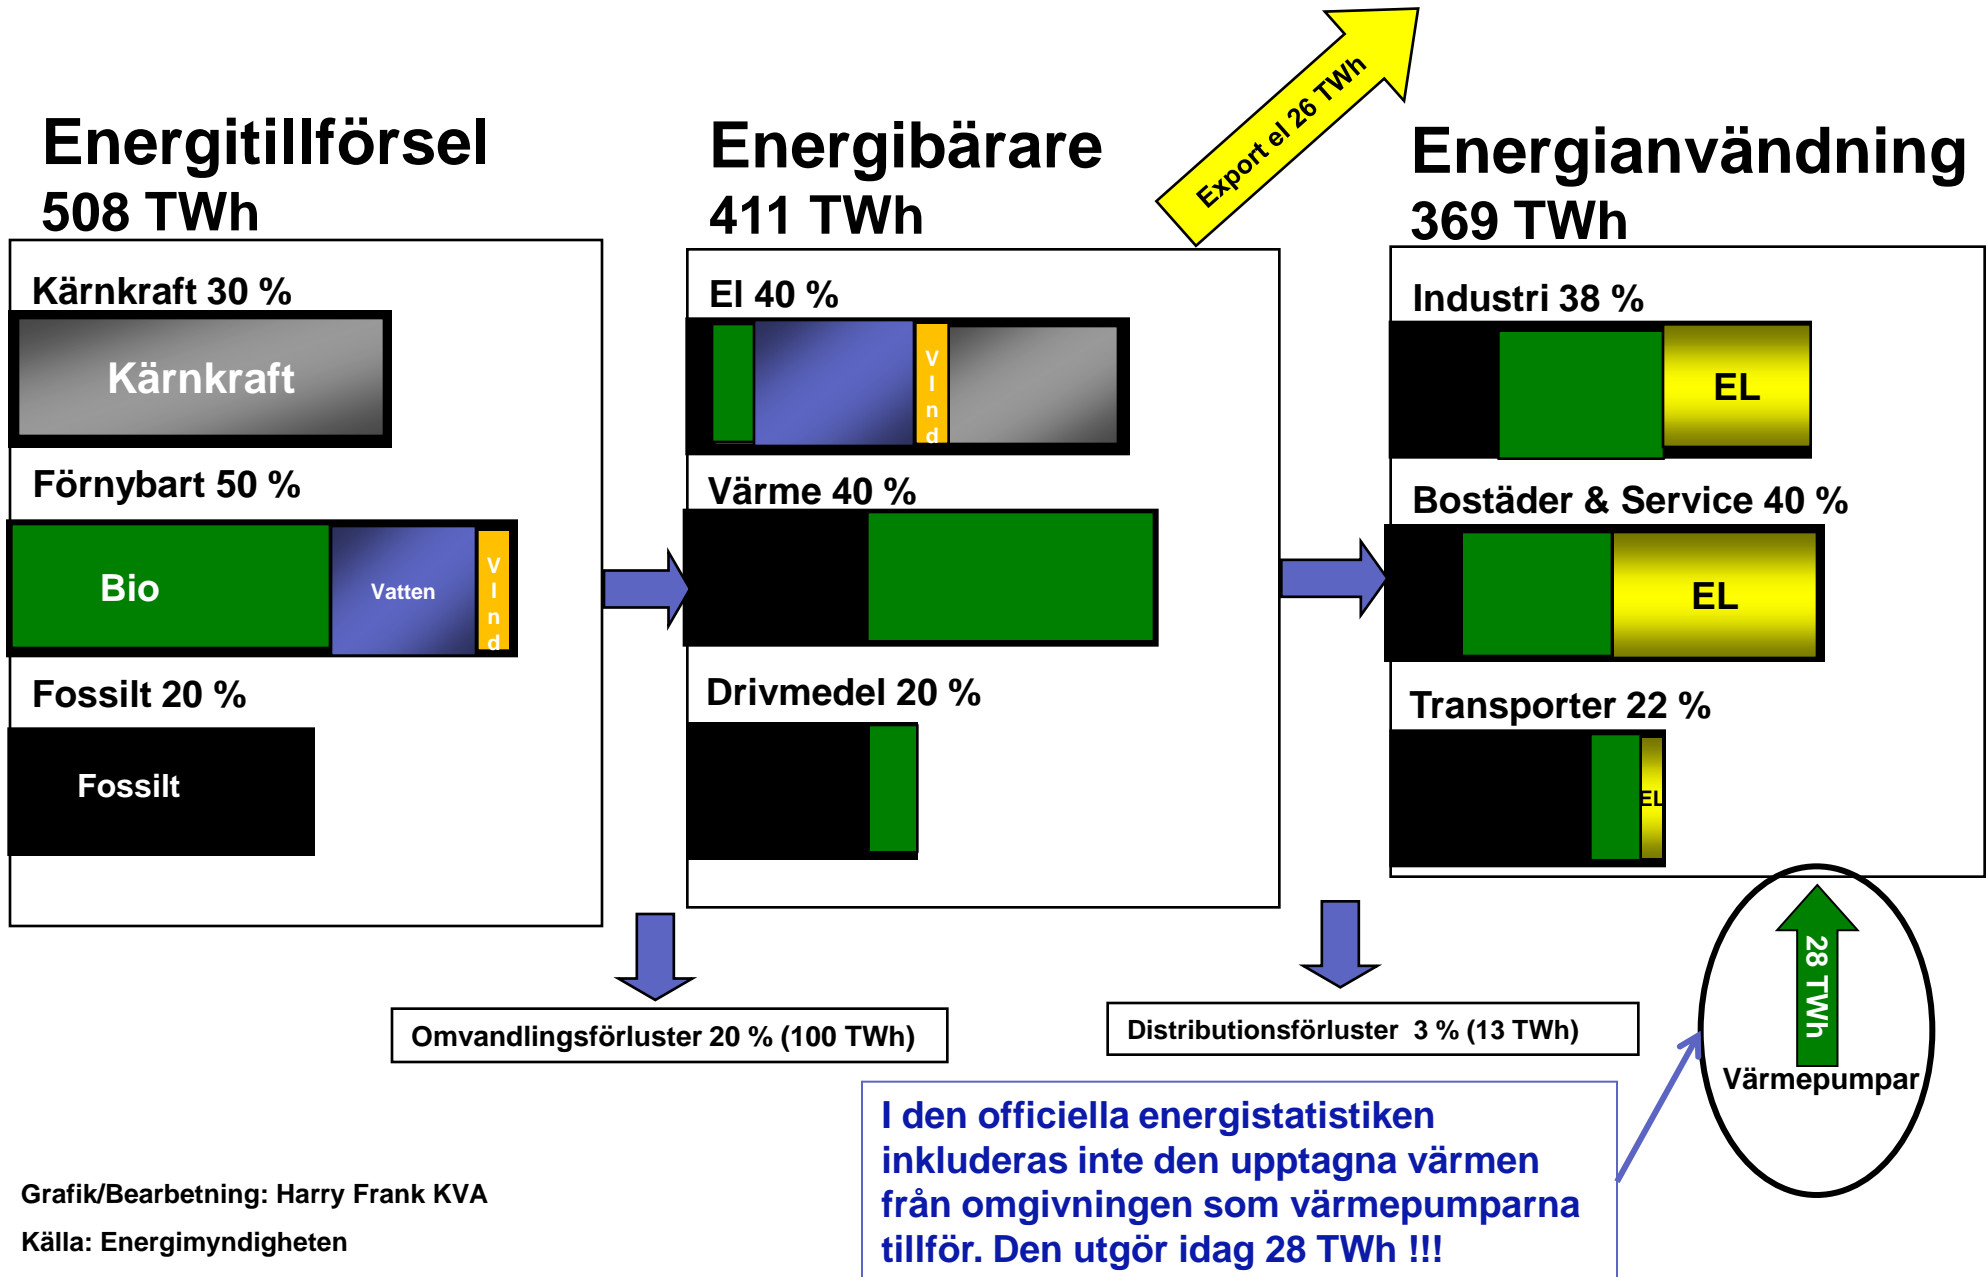 Export el 26 TWh
Energitillförsel
508 TWh
Kärnkraft 30 %
Kärnkraft
Förnybart 50 %
Bio
Vatten
VInd
Fossilt 20 %
Fossilt
Energibärare
411 TWh
El 40 %
VInd
Värme 40 %
Drivmedel 20 %
Energianvändning
369 TWh
Industri 38 %
EL
Bostäder & Service 40 %
EL
Transporter 22 %
EL
28 TWh
Värmepumpar
Omvandlingsförluster 20 % (100 TWh)
Distributionsförluster 3 % (13 TWh)
I den officiella energistatistiken
inkluderas inte den upptagna värmen
från omgivningen som värmepumparna
tillför. Den utgör idag 28 TWh !!!
Grafik/Bearbetning: Harry Frank KVA
Källa: Energimyndigheten